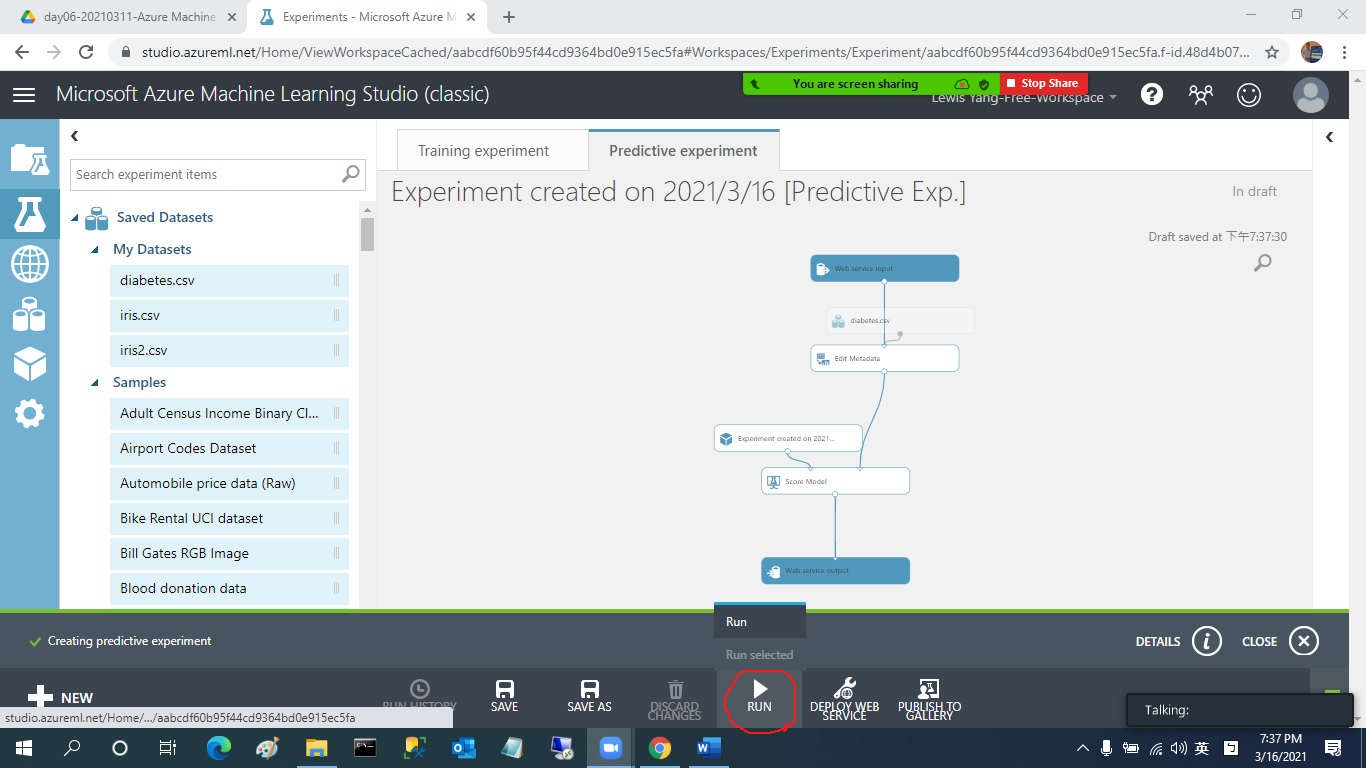 day06-20210311-Azure Machine
Experiments - Microsoft Azure M
studio.azureml.net/Home/ViewWorkspaceCached/aabcdf60b95f44cd9364bd0e915ec5fa#Workspaces/Experiments/Experiment/aabcdf60b95f44cd9364bd0e915ec5fa.f-id.48d4b07...
Microsoft Azure Machine Learning Studio (classic)
You are screen sharing
Stop Share
Lewis Yang-Free-Workspace
Search experiment items
Saved Datasets
My Datasets
diabetes.csv
iris.csv
iris2.csv
Samples
Adult Census Income Binary Cl...
Airport Codes Dataset
Automobile price data (Raw)
Bike Rental UCI dataset
Bill Gates RGB Image
Blood donation data
Training experiment
Predictive experiment
Experiment created on 2021/3/16 [Predictive Exp.]
In draft
Draft saved at 下午7:37:30
Web service input
diabetes.csv
Edit Metadata
Experiment created on 2021...
Score Model
Web service output
Creating predictive experiment
DETAILS
CLOSE
Run
Run selected
NEW
RUN HISTORY
SAVE
SAVE AS
DISCARD
CHANGES
RUN
DEPLOY WEB
SERVICE
PUBLISH TO
GALLERY
studio.azureml.net/Home/.../aabcdf60b95f44cd9364bd0e915ec5fa
Talking:
英
7:37 PM
3/16/2021